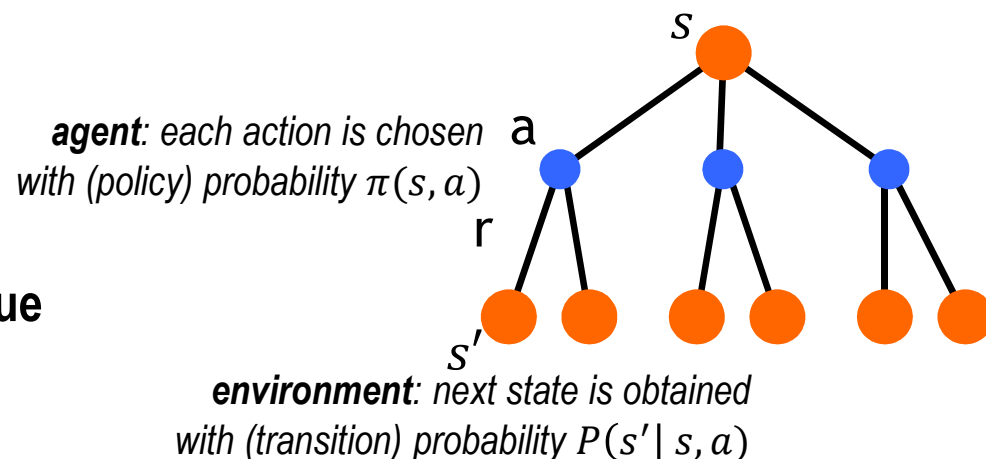 s
agent: each action is chosen
with (policy) probability π(s, a)
a
r
ue
s′
environment: next state is obtained
with (transition) probability P(s′| s, a)